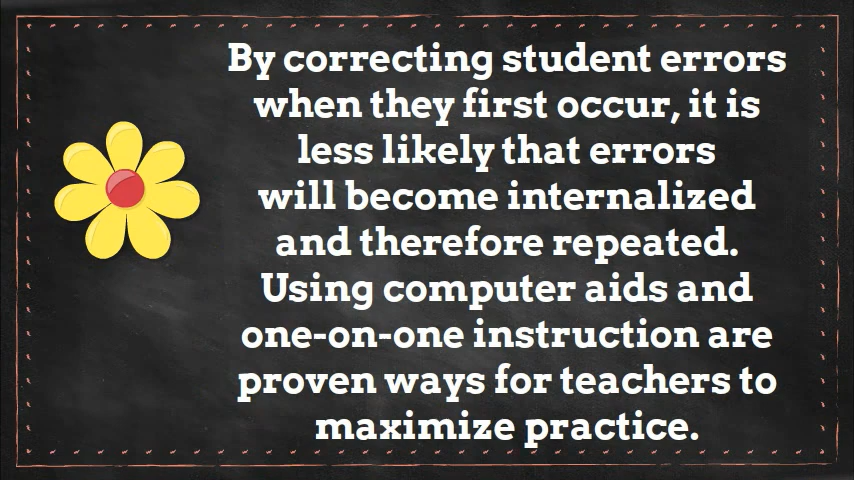 By correcting student errors
when they first occur, it is
less likely that errors
will become internalized
and therefore repeated.
Using computer aids and
one-on-one instruction are
proven ways for teachers to
maximize practice.